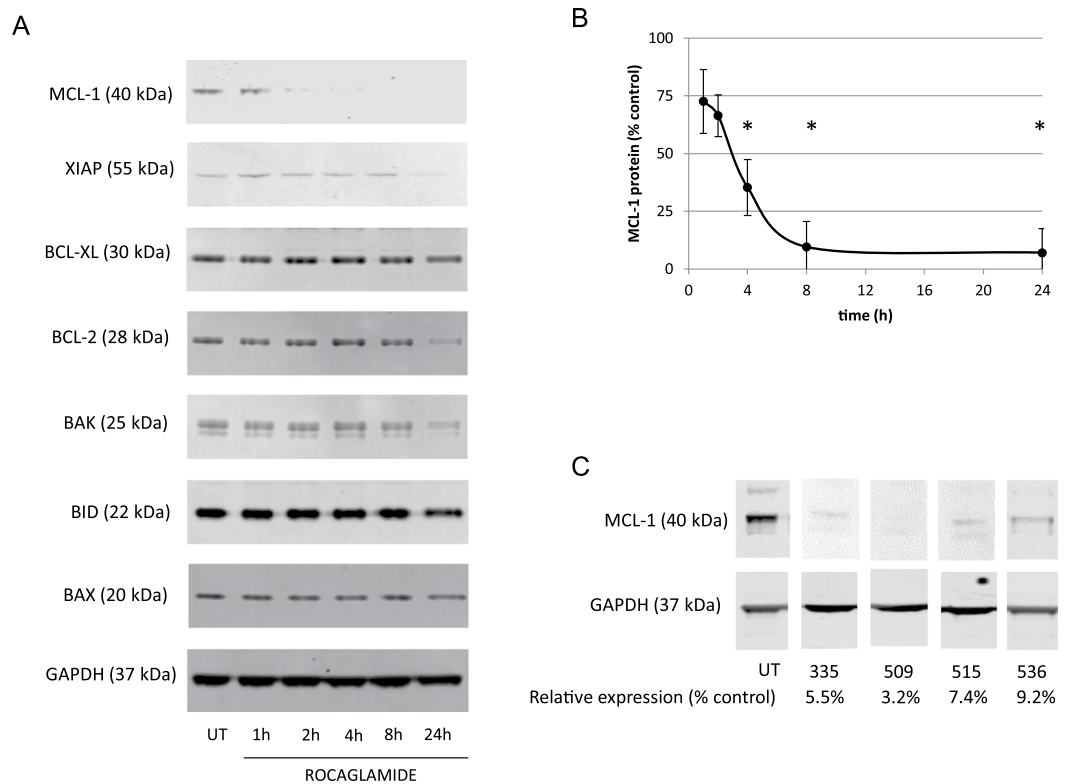 A
MCL-1 (40 kDa)
XIAP (55 kDa)
BCL-XL (30 kDa)
BCL-2 (28 kDa)
BAK (25 kDa)
BID (22 kDa)
BAX (20 kDa)
GAPDH (37 kDa)
UT 1h 2h 4h 8h 24h
ROCAGLAMIDE
B
MCL-1 protein (% control)
100
75
* * *
50
25
0
0 4 8 12 16 20 24
time (h)
C
MCL-1 (40 kDa)
GAPDH (37 kDa)
UT 335 509 515 536
Relative expression (% control) 5.5% 3.2% 7.4% 9.2%